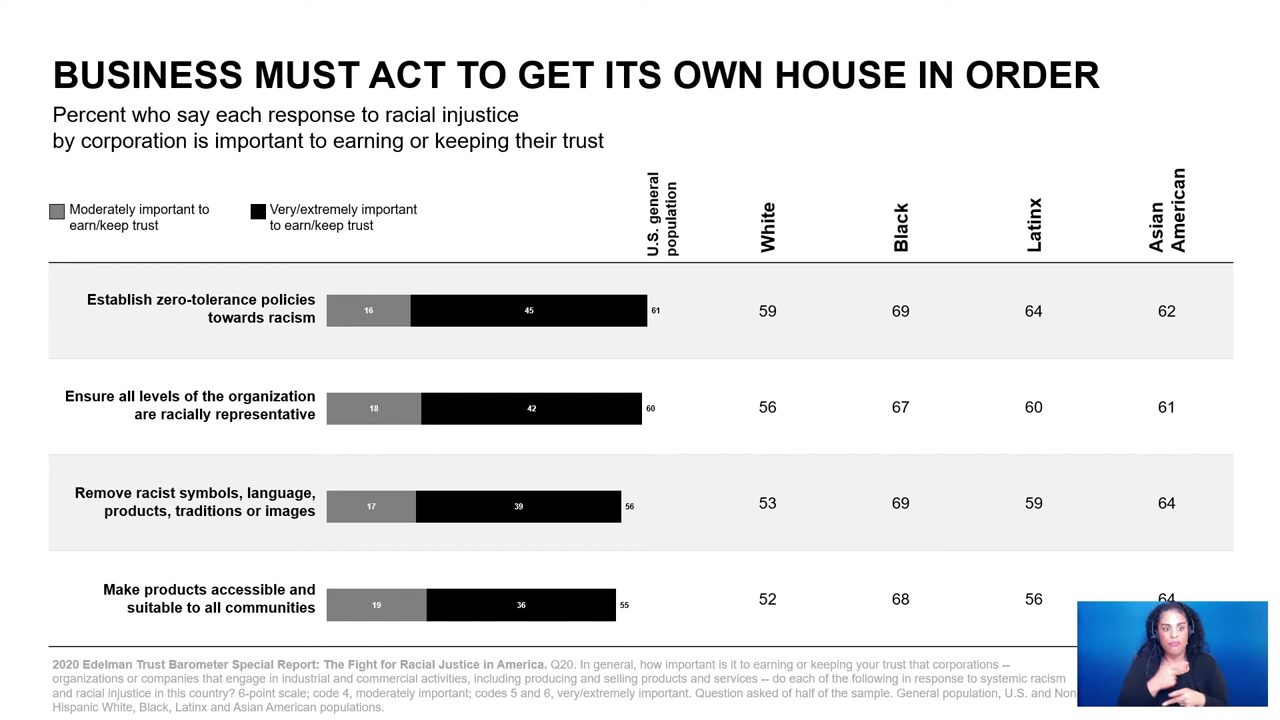 BUSINESS MUST ACT TO GET ITS OWN HOUSE IN ORDER
Percent who say each response to racial injustice
by corporation is important to earning or keeping their trust
Moderately important to
earn/keep trust
Very/extremely important
to earn/keep trust
U.S. general
population
White
Black
Latinx
Asian
American
Establish zero-tolerance policies
towards racism
16 45 61 59 69 64 62
Ensure all levels of the organization
are racially representative
18 42 60 56 67 60 61
Remove racist symbols, language,
products, traditions or images
17 39 56 53 69 59 64
Make products accessible and
suitable to all communities
19 36 55 52 68 56 64
2020 Edelman Trust Barometer Special Report: The Fight for Racial Justice in America. Q20. In general, how important is it to earning or keeping your trust that corporations --
organizations or companies that engage in industrial and commercial activities, including producing and selling products and services -- do each of the following in response to systemic racism
and racial injustice in this country? 6-point scale; code 4, moderately important; codes 5 and 6, very/extremely important. Question asked of half of the sample. General population, U.S. and Non
Hispanic White, Black, Latinx and Asian American populations.